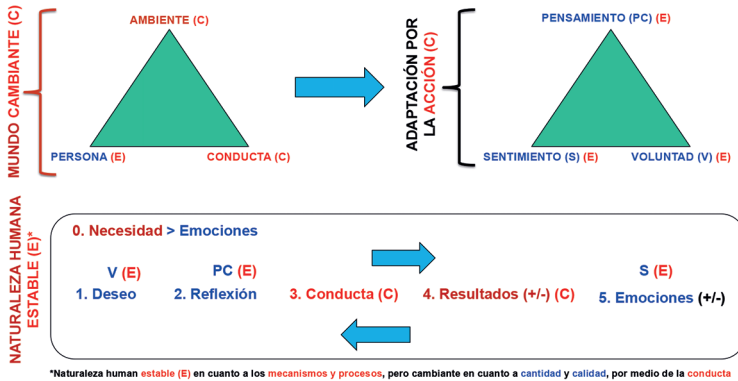 MUNDO CAMBIANTE (C)
AMBIENTE (C)
PERSONA (E)
CONDUCTA (C)
ADAPTACIÓN POR
LA ACCIÓN (C)
PENSAMIENTO (PC) (E)
SENTIMIENTO (S) (E)
VOLUNTAD (V) (E)
NATURALEZA HUMANA
ESTABLE (E)*
0. Necesidad > Emociones
V (E)
PC (E)
S (E)
1. Deseo
2. Reflexión
3. Conducta (C)
4. Resultados (+/-) (C)
5. Emociones (+/-)
*Naturaleza human estable (E) en cuanto a los mecanismos y procesos, pero cambiante en cuanto a cantidad y calidad, por medio de la conducta